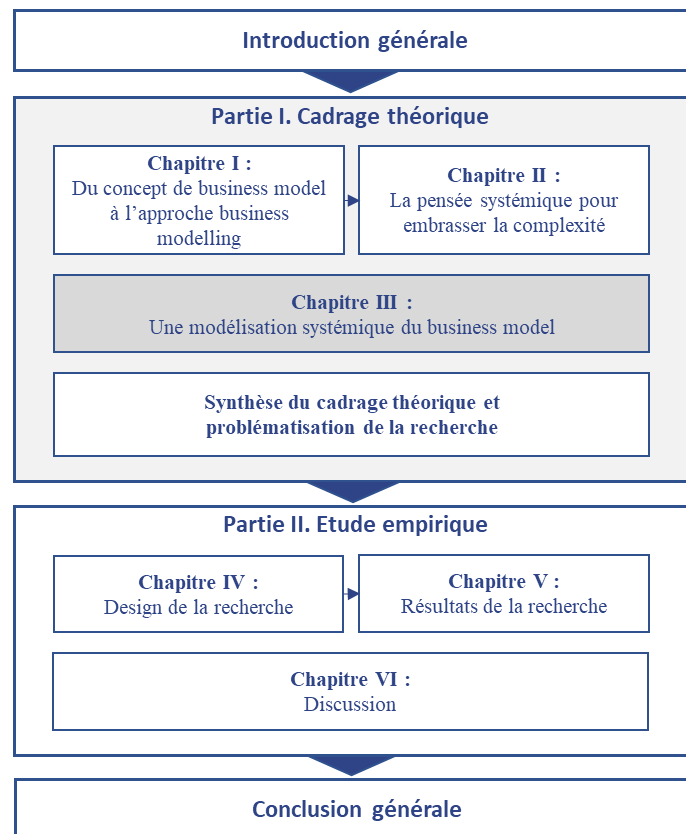 Introduction générale
Partie I. Cadrage théorique
Chapitre I :
Du concept de business model
à l’approche business
modelling
Chapitre II :
La pensée systémique pour
embrasser la complexité
Chapitre III :
Une modélisation systémique du business model
Synthèse du cadrage théorique et
problématisation de la recherche
Partie II. Etude empirique
Chapitre IV :
Design de la recherche
Chapitre V :
Résultats de la recherche
Chapitre VI :
Discussion
Conclusion générale